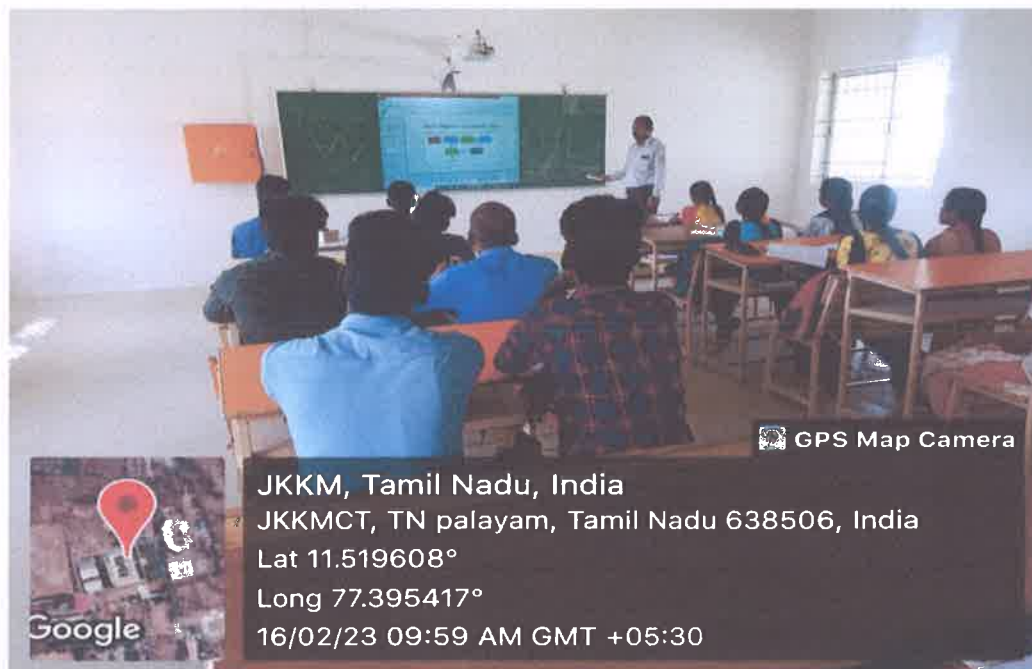 GPS Map Camera
JKKM, Tamil Nadu, India
JKKMCT, TN palayam, Tamil Nadu 638506, India
Lat 11.519608°
Long 77.395417°
16/02/23 09:59 AM GMT +05:30
Google